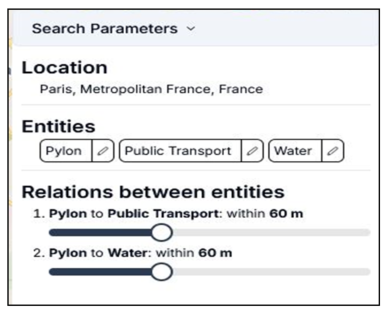 Search Parameters
Location
Paris, Metropolitan France, France
Entities
Pylon Public Transport Water
Relations between entities
1. Pylon to Public Transport: within 60 m
2. Pylon to Water: within 60 m